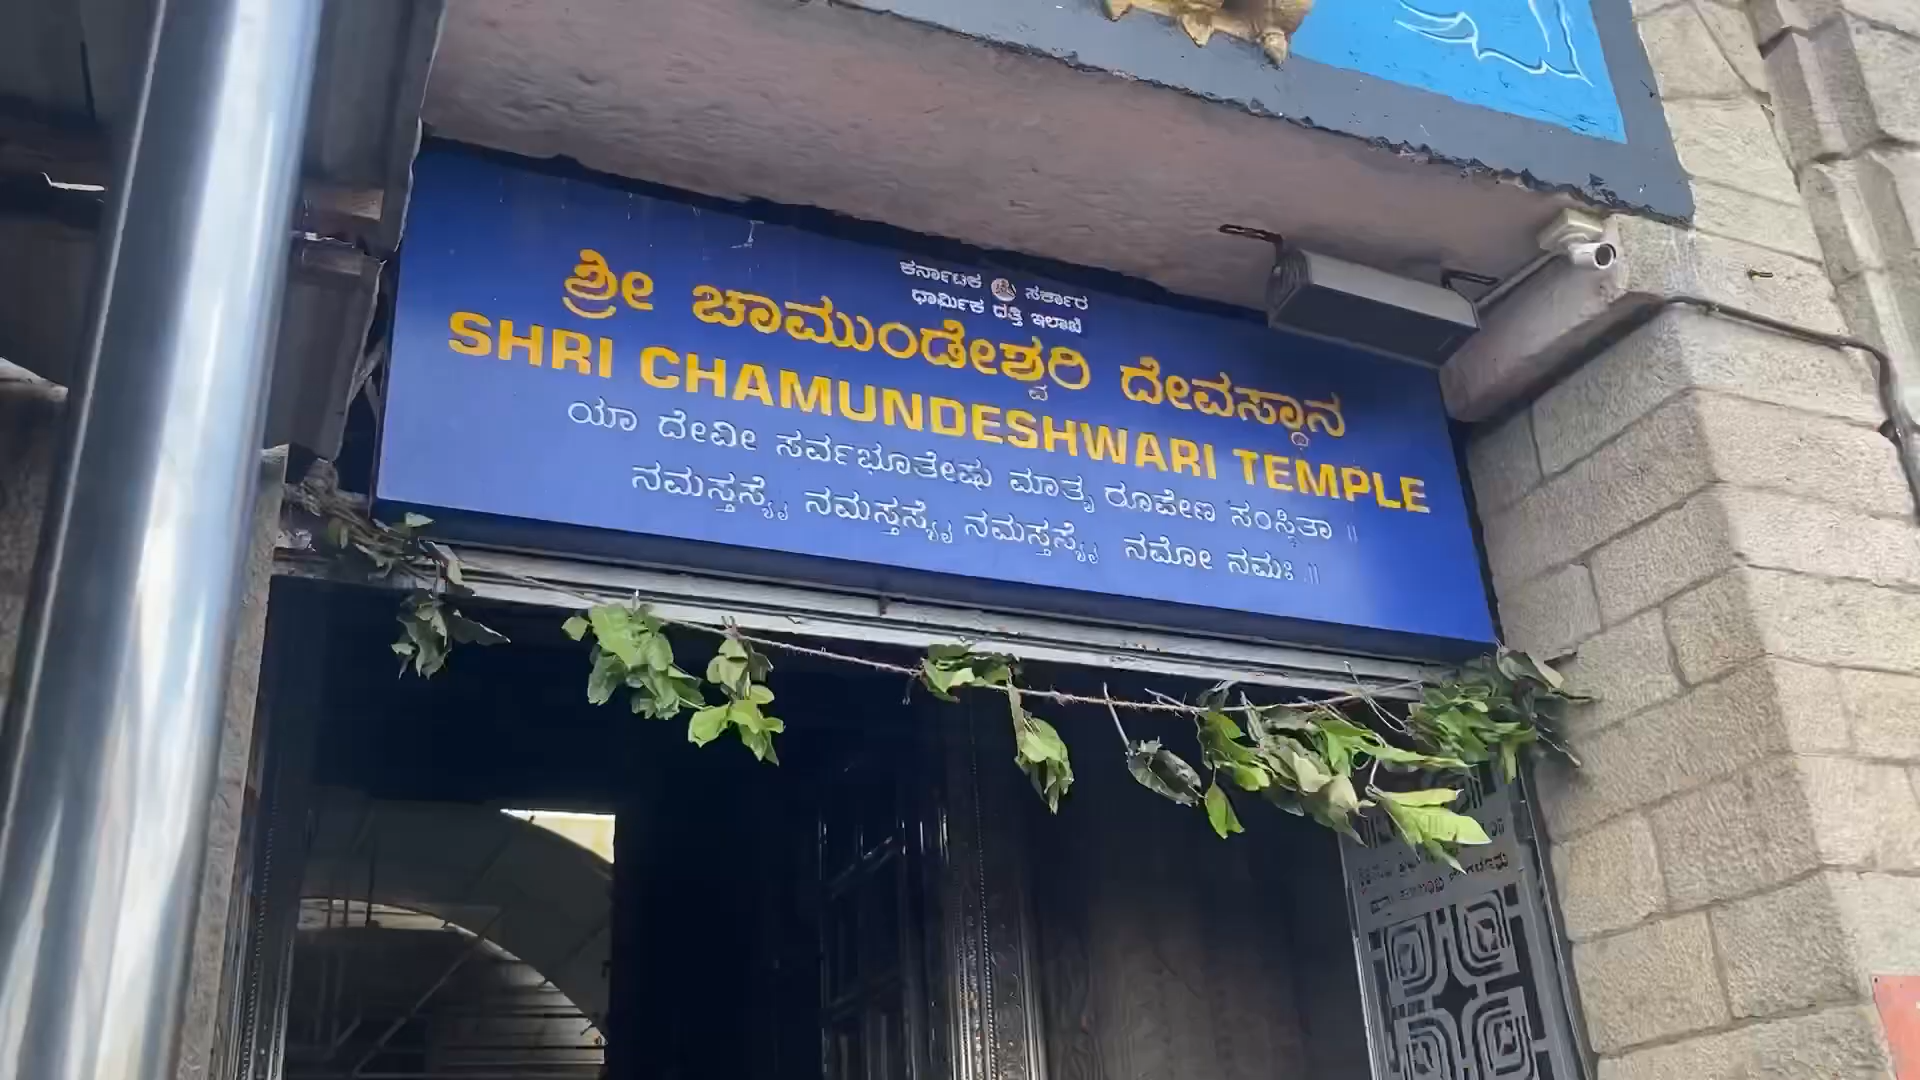 ಕರ್ನಾಟಕ ಸರ್ಕಾರ
ಧಾರ್ಮಿಕ ದತ್ತಿ ಇಲಾಖೆ
ಶ್ರೀ ಚಾಮುಂಡೇಶ್ವರಿ ದೇವಸ್ಥಾನ
SHRI CHAMUNDESHWARI TEMPLE
ಯಾ ದೇವೀ ಸರ್ವಭೂತೇಷು ಮಾತೃ ರೂಪೇಣ ಸಂಸ್ಥಿತಾ ||
ನಮಸ್ತಸ್ಯೈ ನಮಸ್ತಸ್ಯೈ ನಮಸ್ತಸ್ಯೈ ನಮೋ ನಮಃ ||